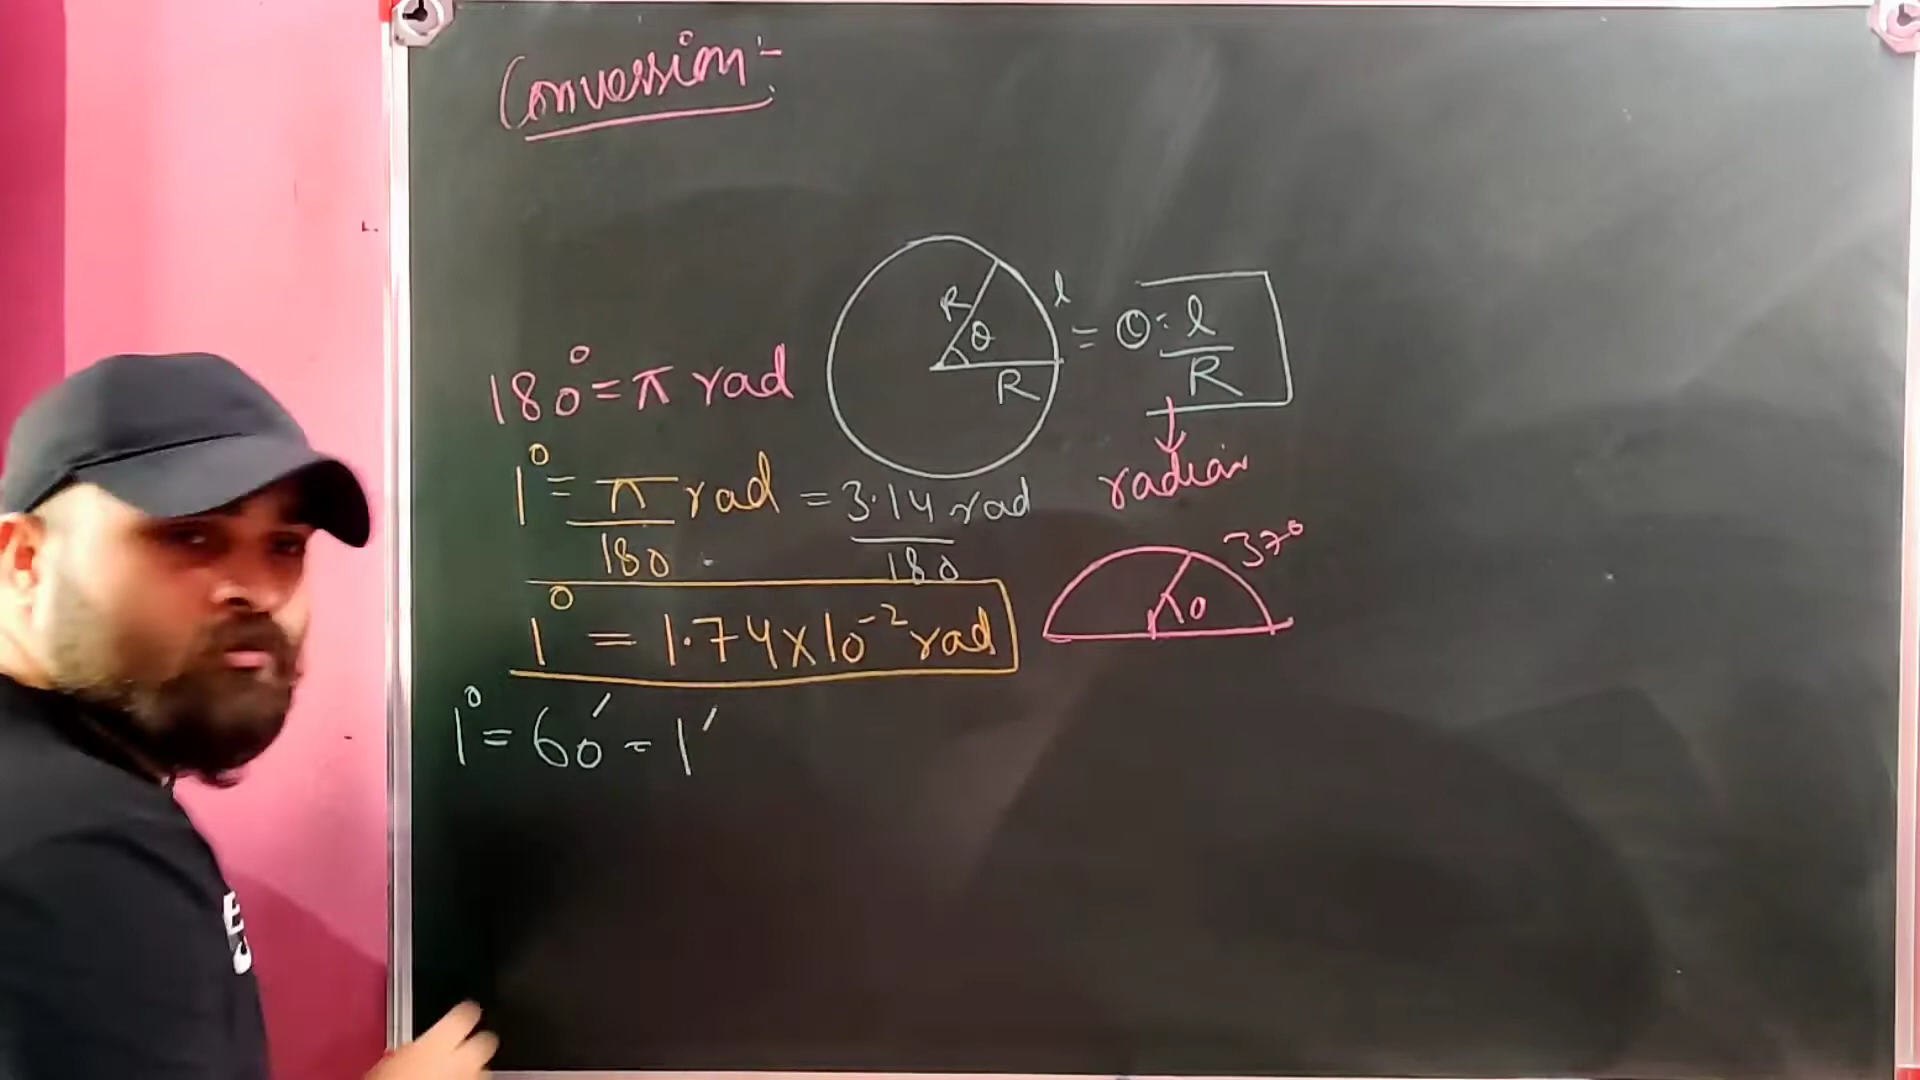 Conversion:-
R θ R l = θ = l/R
180° = π rad
radian
1° = π/180 rad = 3.14/180 rad
37°
θ
1° = 1.74×10⁻² rad
1° = 60′ = 1′